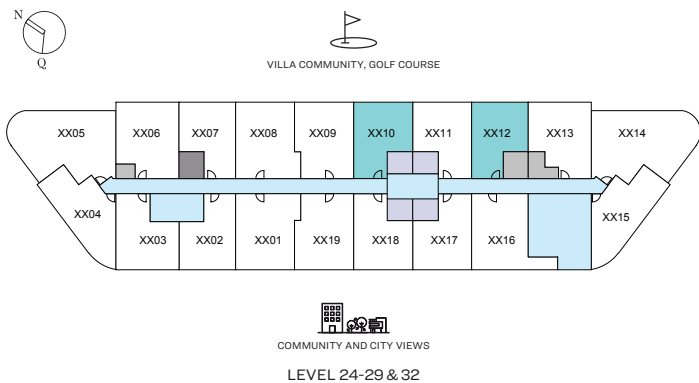 N
Q
VILLA COMMUNITY, GOLF COURSE
XX05 XX06 XX07 XX08 XX09 XX10 XX11 XX12 XX13 XX14
XX04 XX03 XX02 XX01 XX19 XX18 XX17 XX16 XX15
COMMUNITY AND CITY VIEWS
LEVEL 24-29 & 32